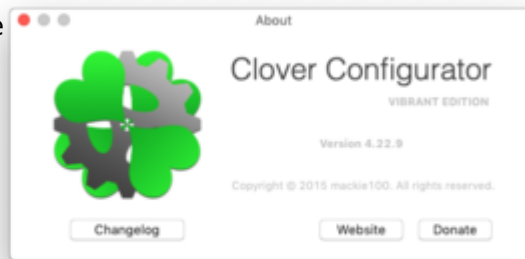 e
About
Clover Configurator
VIBRANT EDITION
Version 4.22.9
Copyright © 2015 mackie100. All rights reserved.
Changelog
Website
Donate